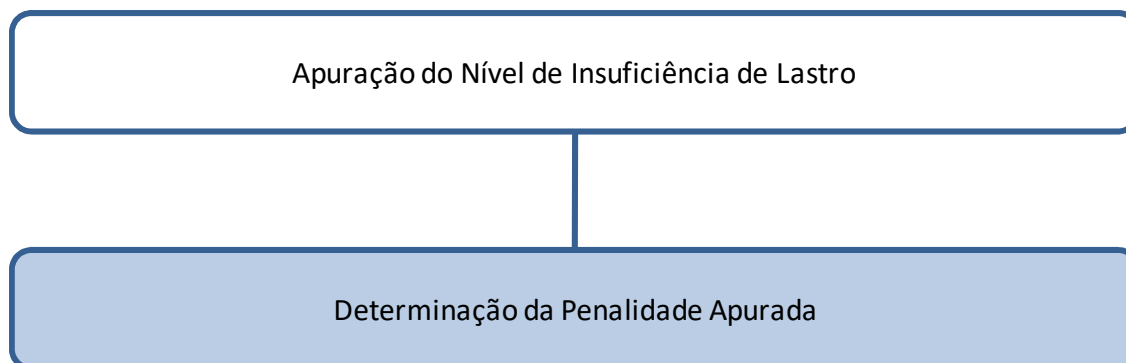 Apuração do Nível de Insuficiência de Lastro
Determinação da Penalidade Apurada